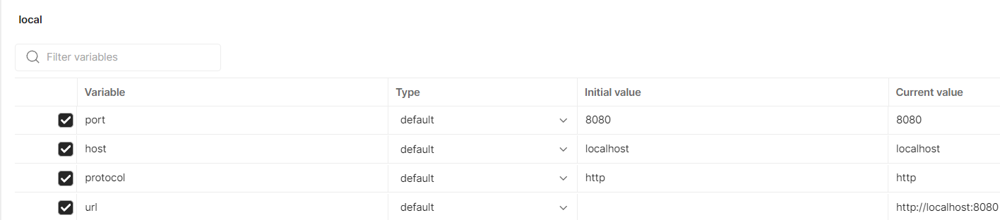 local
Filter variables
Variable Type Initial value Current value
port default 8080 8080
host default localhost localhost
protocol default http http
url default http://localhost:8080